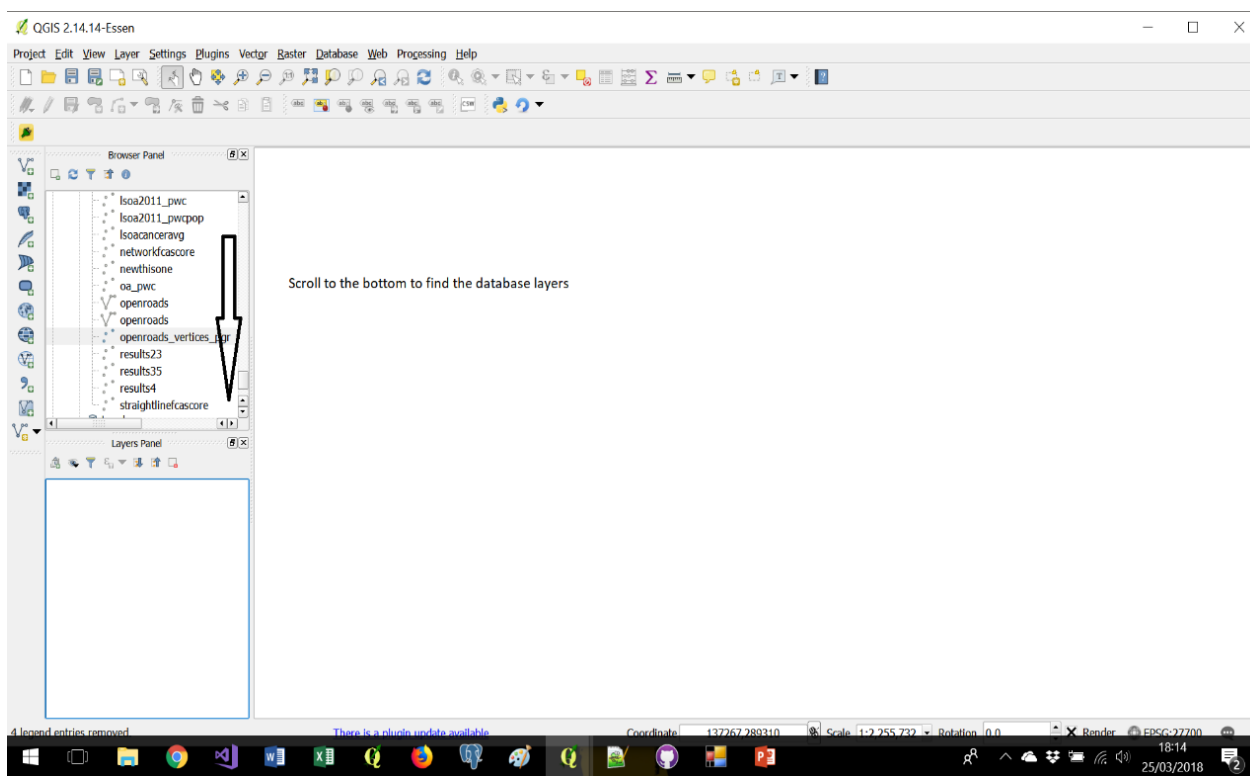 QGIS 2.14.14-Essen
Project Edit View Layer Settings Plugins Vector Raster Database Web Processing Help
Browser Panel
lsoa2011_pwc
lsoa2011_pwcpop
lsoacanceravg
networkfcascore
newthisone
oa_pwc
openroads
openroads
openroads_vertices_pgr
results23
results35
results4
straightlinefcascore
Scroll to the bottom to find the database layers
Layers Panel
4 legend entries removed There is a plugin update available Coordinate 137267,289310 Scale 1:2,255,732 Rotation 0.0 Render EPSG:27700
18:14
25/03/2018
2